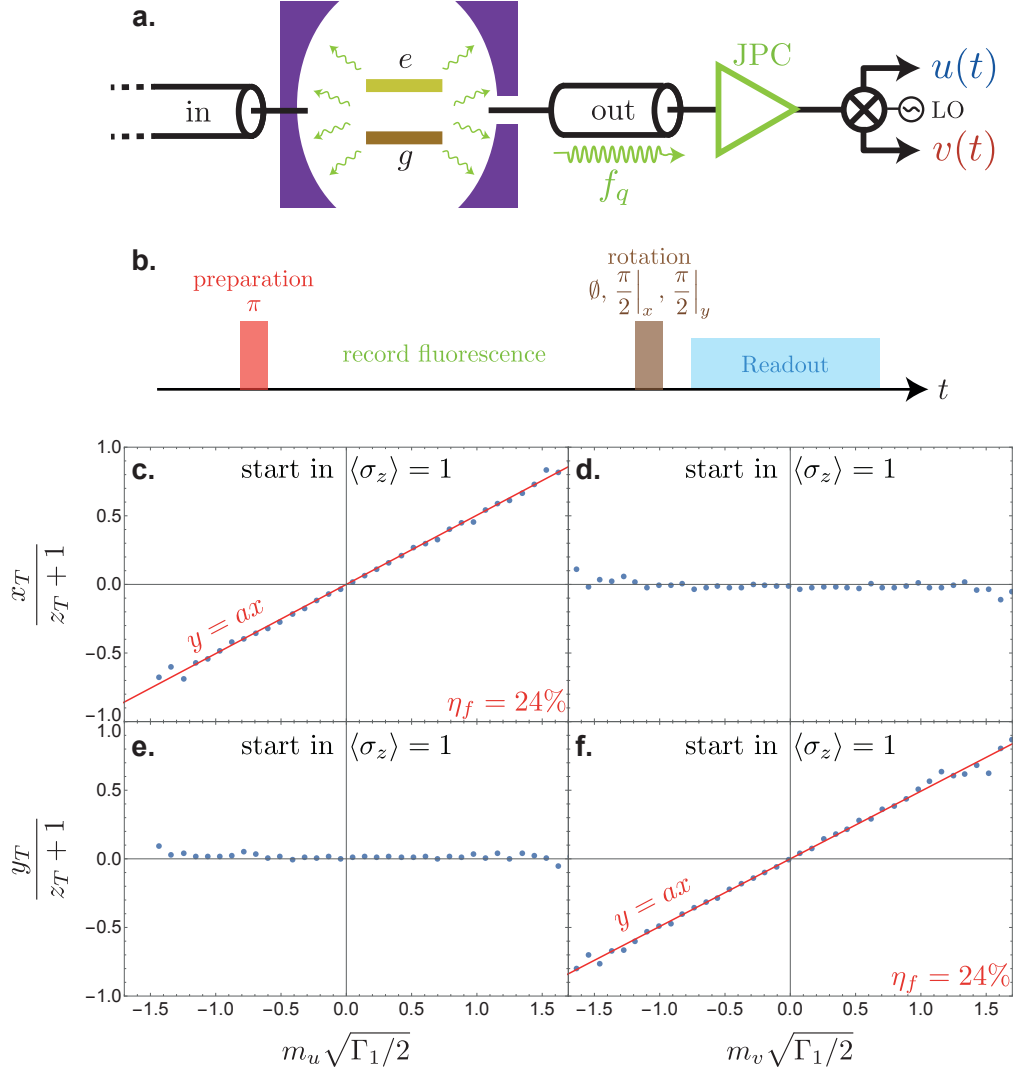 a.
in
e
g
out
JPC
f_q
u(t)
LO
v(t)
b.
preparation
π
record fluorescence
rotation
∅, π/2|_x, π/2|_y
Readout
t
c.
start in ⟨σ_z⟩ = 1
1.0
0.5
0.0
−0.5
−1.0
x_T/(z_T + 1)
y = ax
η_f = 24%
d.
start in ⟨σ_z⟩ = 1
e.
start in ⟨σ_z⟩ = 1
0.5
0.0
−0.5
−1.0
y_T/(z_T + 1)
−1.5 −1.0 −0.5 0.0 0.5 1.0 1.5
m_u√(Γ_1/2)
f.
start in ⟨σ_z⟩ = 1
y = ax
η_f = 24%
−1.5 −1.0 −0.5 0.0 0.5 1.0 1.5
m_v√(Γ_1/2)